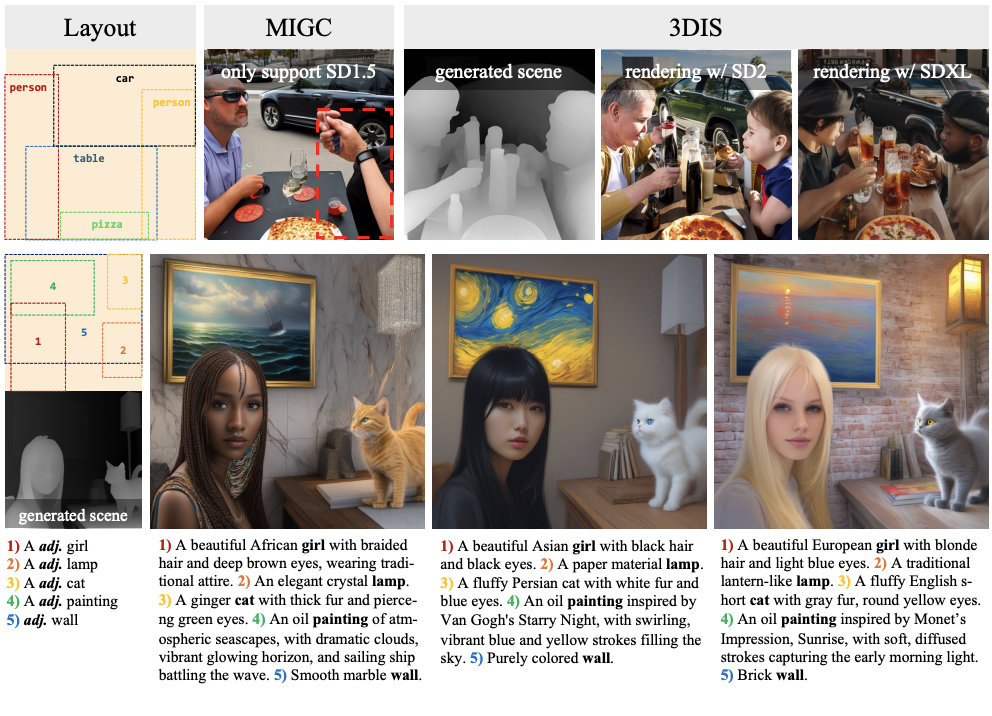 Layout
MIGC
3DIS
person
car
person
table
pizza
only support SD1.5
generated scene
rendering w/ SD2
rendering w/ SDXL
4
3
5
1
2
generated scene
1) A adj. girl
2) A adj. lamp
3) A adj. cat
4) A adj. painting
5) adj. wall
1) A beautiful African girl with braided
hair and deep brown eyes, wearing tradi-
tional attire. 2) An elegant crystal lamp.
3) A ginger cat with thick fur and pierce-
ng green eyes. 4) An oil painting of atm-
ospheric seascapes, with dramatic clouds,
vibrant glowing horizon, and sailing ship
battling the wave. 5) Smooth marble wall.
1) A beautiful Asian girl with black hair
and black eyes. 2) A paper material lamp.
3) A fluffy Persian cat with white fur and
blue eyes. 4) An oil painting inspired by
Van Gogh's Starry Night, with swirling,
vibrant blue and yellow strokes filling the
sky. 5) Purely colored wall.
1) A beautiful European girl with blonde
hair and light blue eyes. 2) A traditional
lantern-like lamp. 3) A fluffy English s-
hort cat with gray fur, round yellow eyes.
4) An oil painting inspired by Monet's
Impression, Sunrise, with soft, diffused
strokes capturing the early morning light.
5) Brick wall.